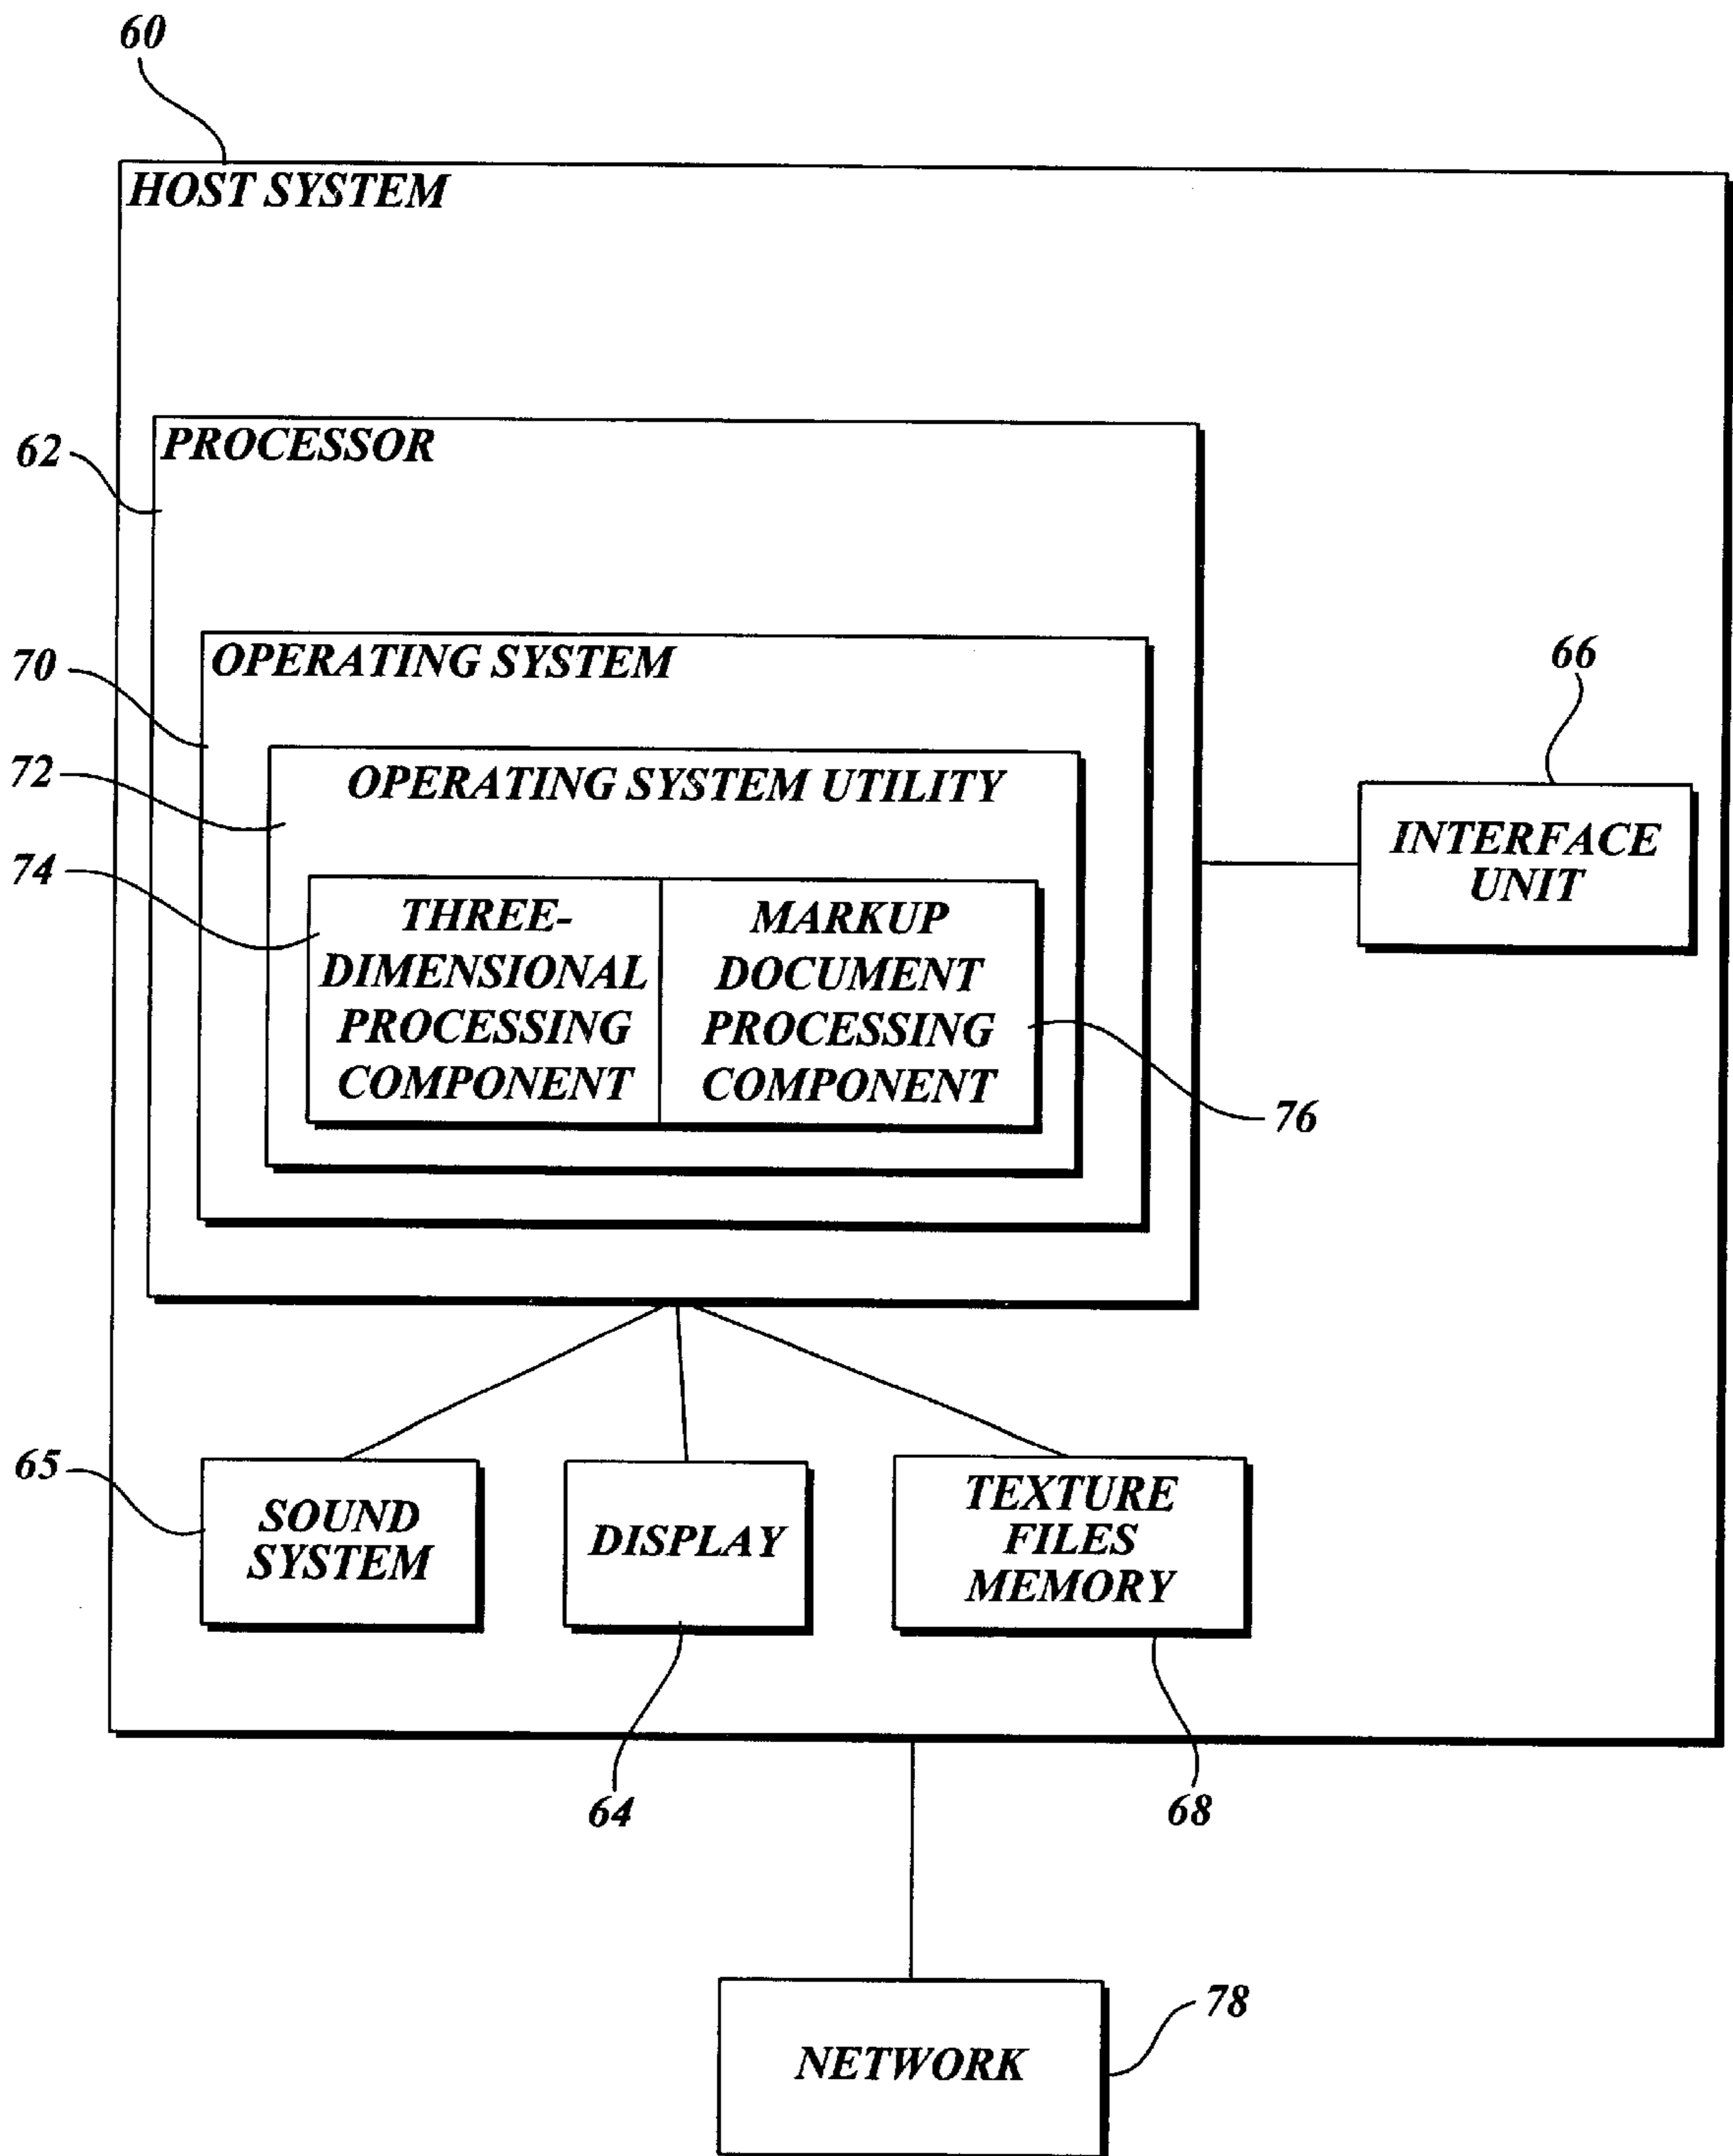 60
HOST SYSTEM
62
PROCESSOR
70
OPERATING SYSTEM
72
OPERATING SYSTEM UTILITY
74
THREE-
DIMENSIONAL
PROCESSING
COMPONENT
MARKUP
DOCUMENT
PROCESSING
COMPONENT
76
66
INTERFACE
UNIT
65
SOUND
SYSTEM
DISPLAY
64
TEXTURE
FILES
MEMORY
68
NETWORK
78